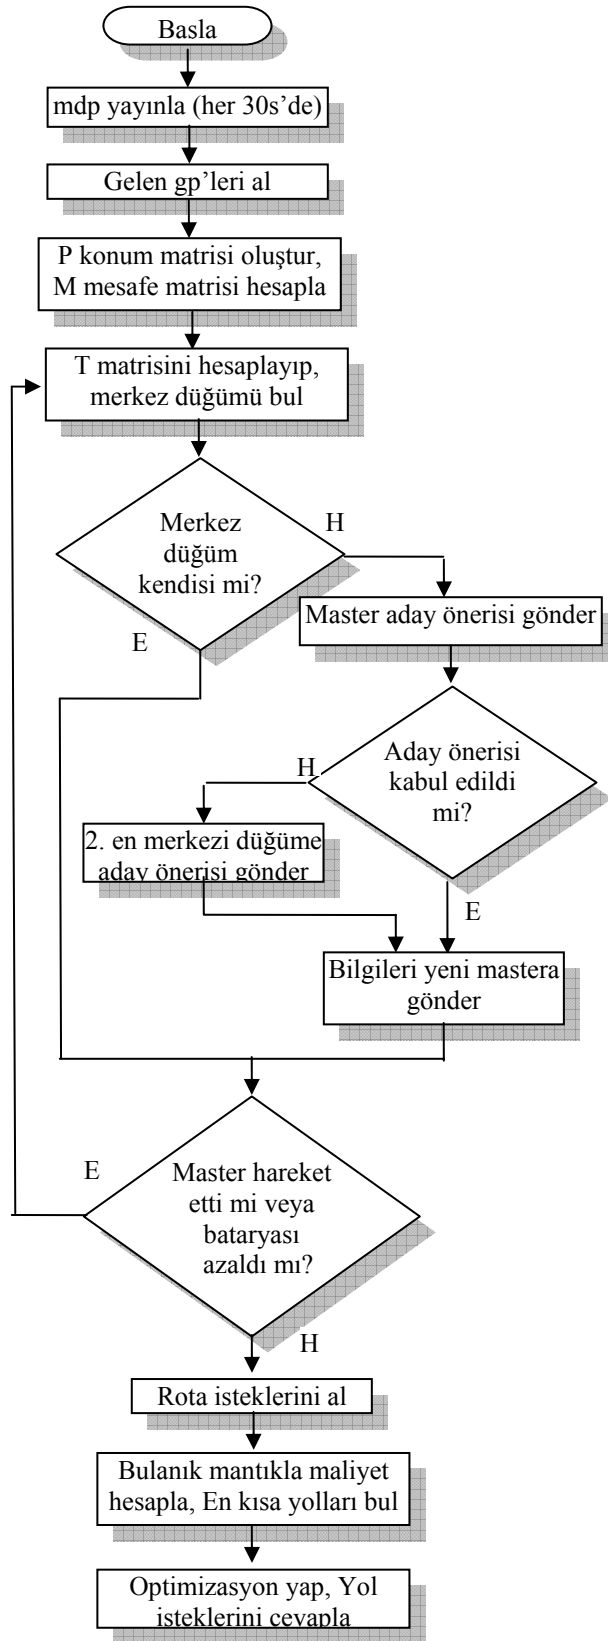 Basla
mdp yayınla (her 30s’de)
Gelen gp’leri al
P konum matrisi oluştur,
M mesafe matrisi hesapla
T matrisini hesaplayıp,
merkez düğümü bul
Merkez
düğüm
kendisi mi?
H
E
Master aday önerisi gönder
Aday önerisi
kabul edildi
mi?
H
2. en merkezi düğüme
aday önerisi gönder
E
Bilgileri yeni mastera
gönder
E
Master hareket
etti mi veya
bataryası
azaldı mı?
H
Rota isteklerini al
Bulanık mantıkla maliyet
hesapla, En kısa yolları bul
Optimizasyon yap, Yol
isteklerini cevapla